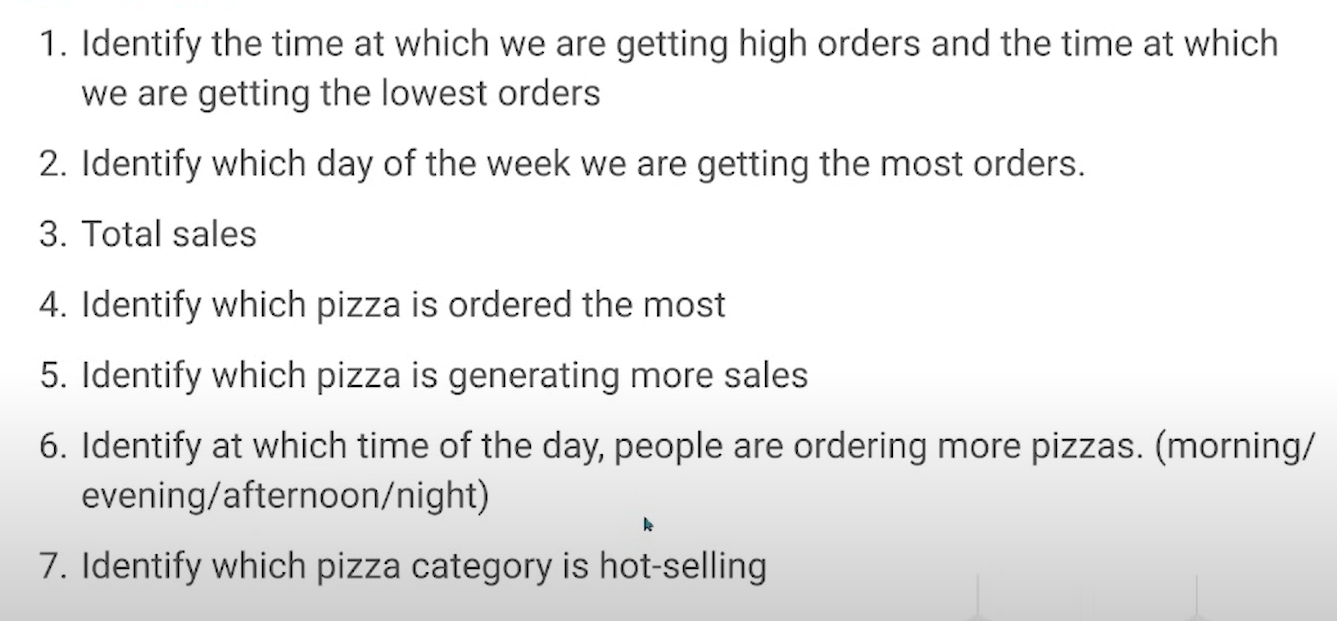 1. Identify the time at which we are getting high orders and the time at which
we are getting the lowest orders
2. Identify which day of the week we are getting the most orders.
3. Total sales
4. Identify which pizza is ordered the most
5. Identify which pizza is generating more sales
6. Identify at which time of the day, people are ordering more pizzas. (morning/
evening/afternoon/night)
7. Identify which pizza category is hot-selling